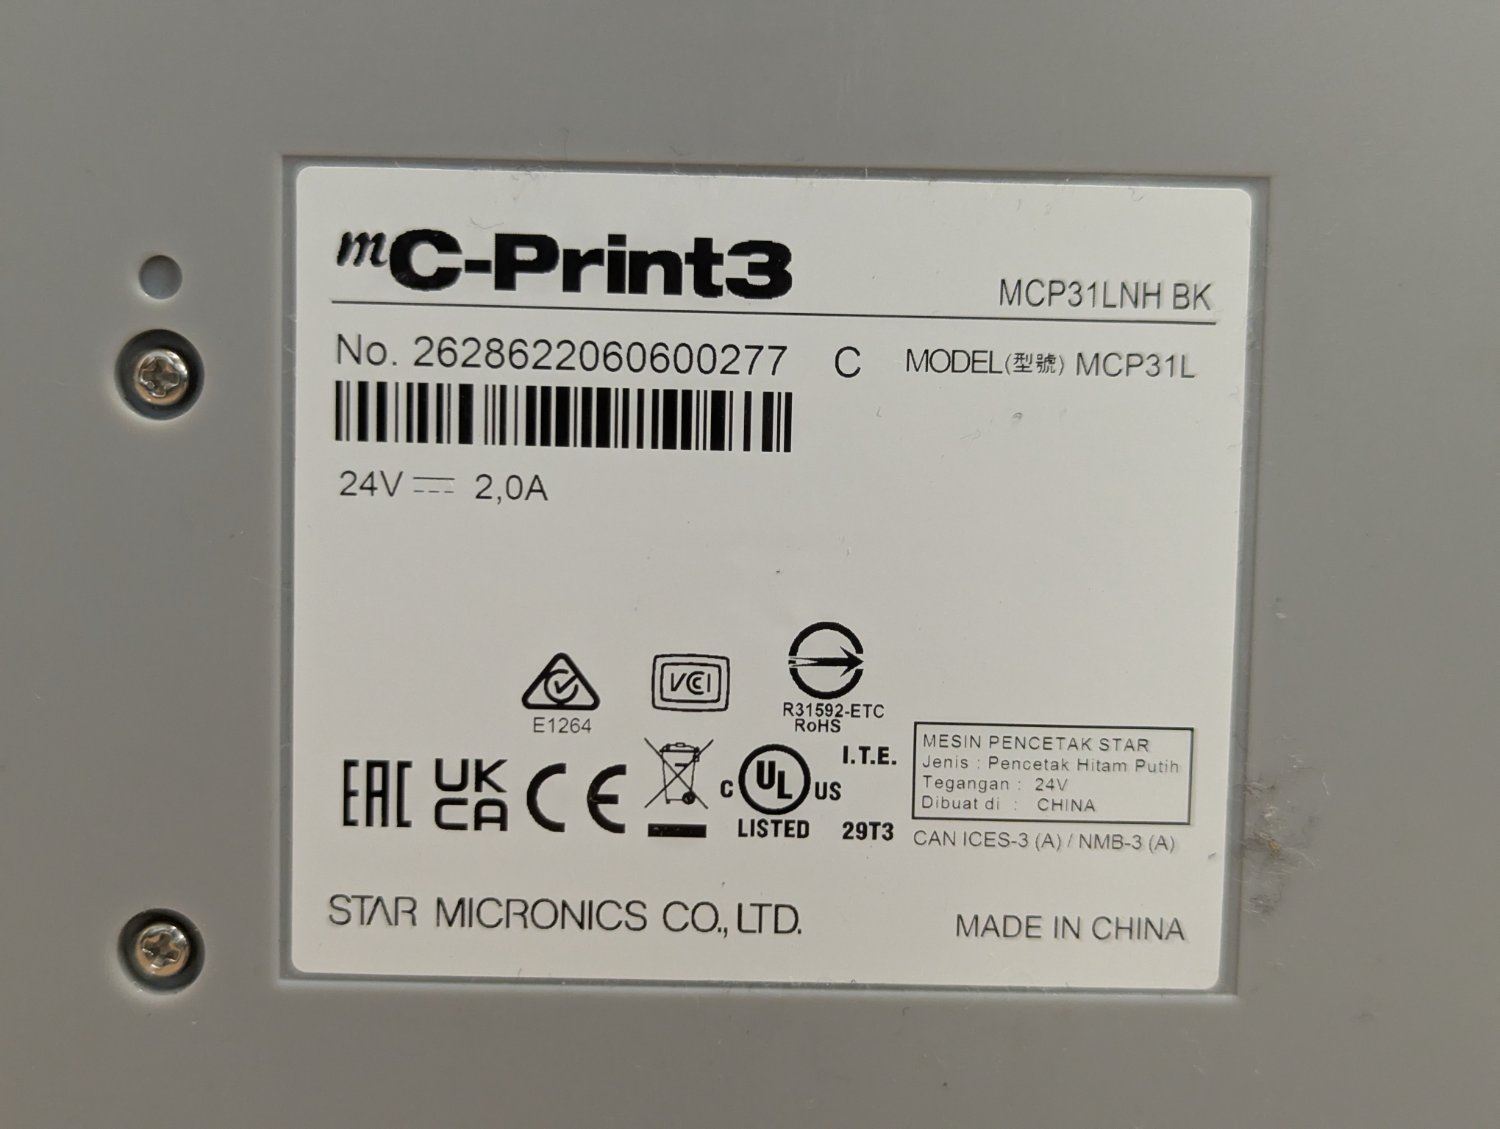 mC-Print3
MCP31LNH BK
No. 2628622060600277 C MODEL(型號) MCP31L
24V ⎓ 2,0A
E1264
VCCI
R31592-ETC
RoHS
EAC UK CA CE C UL US LISTED I.T.E. 29T3
MESIN PENCETAK STAR
Jenis : Pencetak Hitam Putih
Tegangan : 24V
Dibuat di : CHINA
CAN ICES-3 (A) / NMB-3 (A)
STAR MICRONICS CO., LTD.
MADE IN CHINA